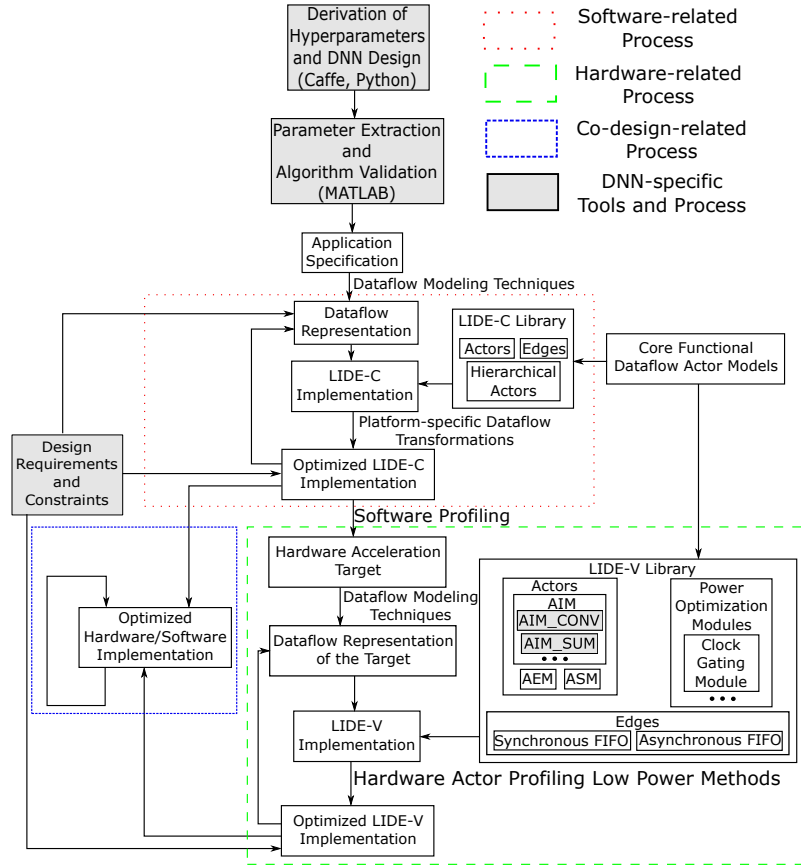 Derivation of
Hyperparameters
and DNN Design
(Caffe, Python)
Software-related
Process
Hardware-related
Process
Co-design-related
Process
DNN-specific
Tools and Process
Parameter Extraction
and
Algorithm Validation
(MATLAB)
Application
Specification
Dataflow Modeling Techniques
Dataflow
Representation
LIDE-C Library
Actors
Edges
Hierarchical
Actors
Core Functional
Dataflow Actor Models
LIDE-C
Implementation
Platform-specific Dataflow
Transformations
Design
Requirements
and
Constraints
Optimized LIDE-C
Implementation
Software Profiling
Hardware Acceleration
Target
Dataflow Modeling
Techniques
Optimized
Hardware/Software
Implementation
Dataflow Representation
of the Target
LIDE-V Library
Actors
AIM
AIM_CONV
AIM_SUM
•••
AEM
ASM
Power
Optimization
Modules
Clock
Gating
Module
•••
Edges
Synchronous FIFO
Asynchronous FIFO
LIDE-V
Implementation
Hardware Actor Profiling Low Power Methods
Optimized LIDE-V
Implementation